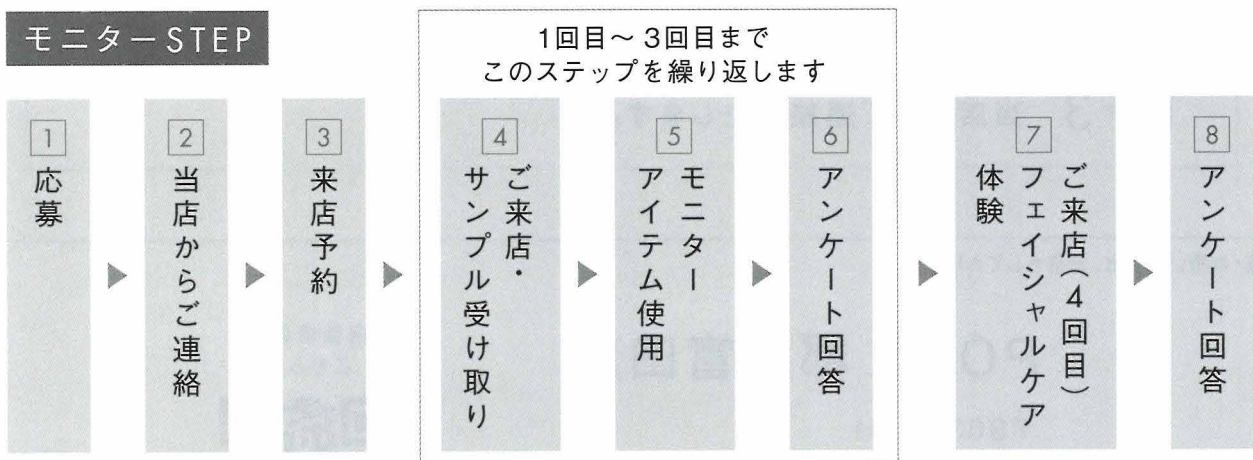 モニターSTEP
1回目～3回目まで
このステップを繰り返します
1
応募
2
当店からご連絡
3
来店予約
4
ご来店・
サンプル受け取り
5
モニター
アイテム使用
6
アンケート回答
7
ご来店(4回目)
フェイシャルケア
体験
8
アンケート回答